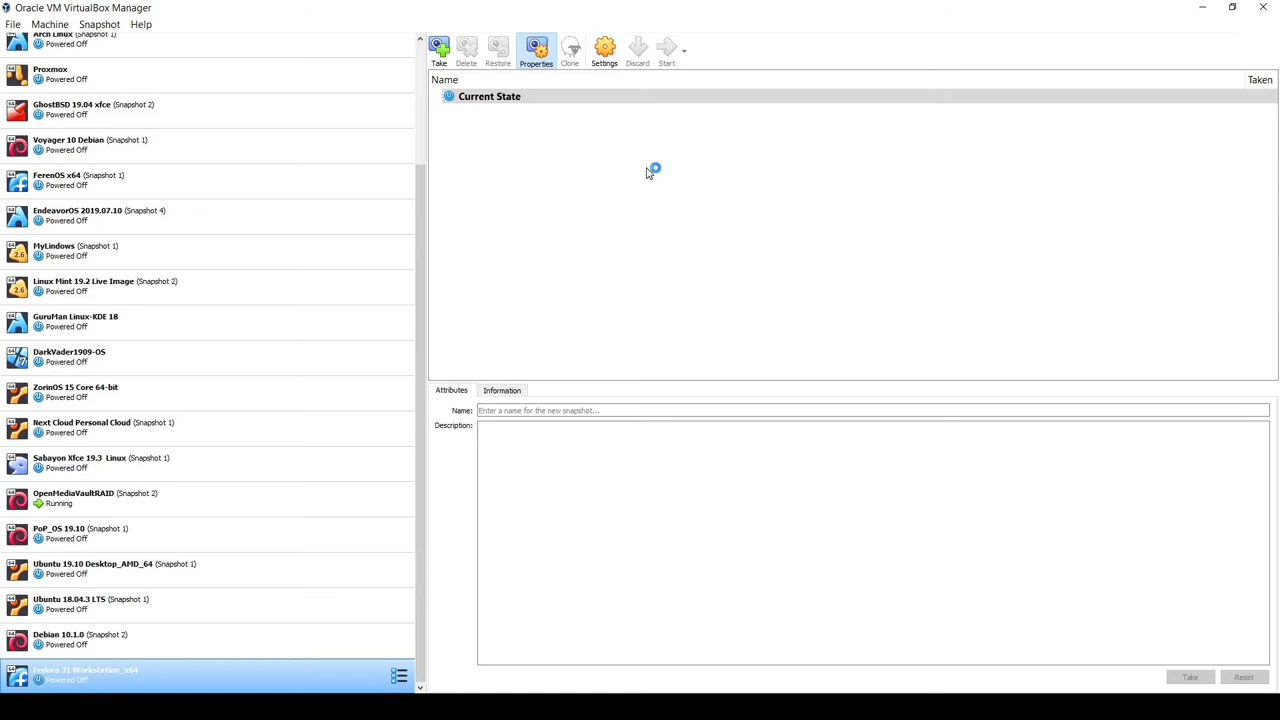 Oracle VM VirtualBox Manager
File Machine Snapshot Help
Arch Linux (Snapshot 1)
Powered Off
Proxmox
Powered Off
GhostBSD 19.04 xfce (Snapshot 2)
Powered Off
Voyager 10 Debian (Snapshot 1)
Powered Off
FerenOS x64 (Snapshot 1)
Powered Off
EndeavorOS 2019.07.10 (Snapshot 4)
Powered Off
MyLindows (Snapshot 1)
Powered Off
Linux Mint 19.2 Live Image (Snapshot 2)
Powered Off
GuruMan Linux-KDE 18
Powered Off
DarkVader1909-OS
Powered Off
ZorinOS 15 Core 64-bit
Powered Off
Next Cloud Personal Cloud (Snapshot 1)
Powered Off
Sabayon Xfce 19.3 Linux (Snapshot 1)
Powered Off
OpenMediaVaultRAID (Snapshot 2)
Running
PoP_OS 19.10 (Snapshot 1)
Powered Off
Ubuntu 19.10 Desktop_AMD_64 (Snapshot 1)
Powered Off
Ubuntu 18.04.3 LTS (Snapshot 1)
Powered Off
Debian 10.1.0 (Snapshot 2)
Powered Off
Fedora 31 Workstation_x64
Powered Off
Take Delete Restore Properties Clone Settings Discard Start
Name Taken
Current State
Attributes Information
Name: Enter a name for the new snapshot...
Description:
Take Reset